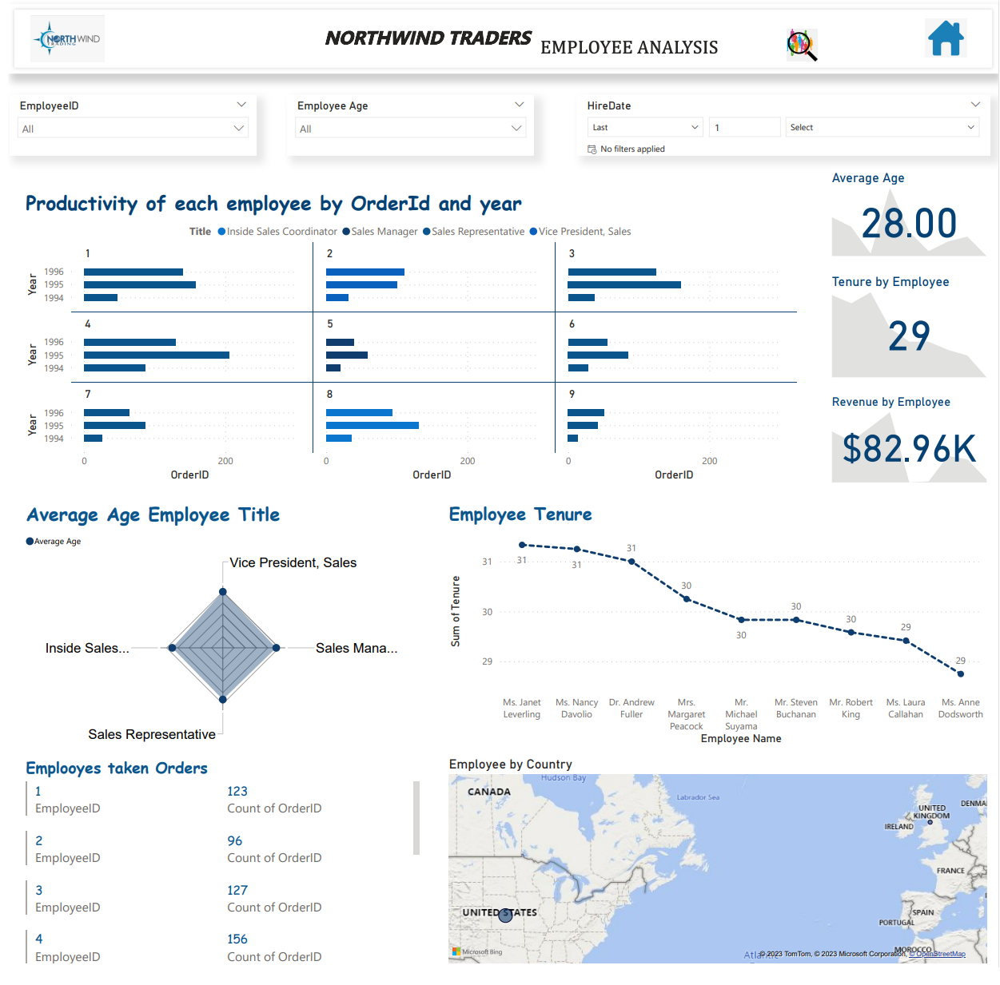 NORTHWIND
TRADING
NORTHWIND TRADERS EMPLOYEE ANALYSIS
EmployeeID
All
Employee Age
All
HireDate
Last 1 Select
No filters applied
Productivity of each employee by OrderId and year
Title Inside Sales Coordinator Sales Manager Sales Representative Vice President, Sales
1 2 3
Year
1996
1995
1994
4 5 6
Year
1996
1995
1994
7 8 9
Year
1996
1995
1994
0 200 0 200 0 200
OrderID OrderID OrderID
Average Age
28.00
Tenure by Employee
29
Revenue by Employee
$82.96K
Average Age Employee Title
Average Age
Vice President, Sales
Inside Sales...
Sales Mana...
Sales Representative
Employee Tenure
Sum of Tenure
31
30
29
31 31 31 30 30 30 30 29 29
Ms. Janet Leverling
Ms. Nancy Davolio
Dr. Andrew Fuller
Mrs. Margaret Peacock
Mr. Michael Suyama
Mr. Steven Buchanan
Mr. Robert King
Ms. Laura Callahan
Ms. Anne Dodsworth
Employee Name
Emplooyes taken Orders
1 123
EmployeeID Count of OrderID
2 96
EmployeeID Count of OrderID
3 127
EmployeeID Count of OrderID
4 156
EmployeeID Count of OrderID
Employee by Country
Hudson Bay
CANADA
Labrador Sea
UNITED
KINGDOM
DENMA
IRELAND
FRANCE
UNITED STATES
SPAIN
PORTUGAL
MOROCCO
Microsoft Bing
© 2023 TomTom, © 2023 Microsoft Corporation, © OpenStreetMap